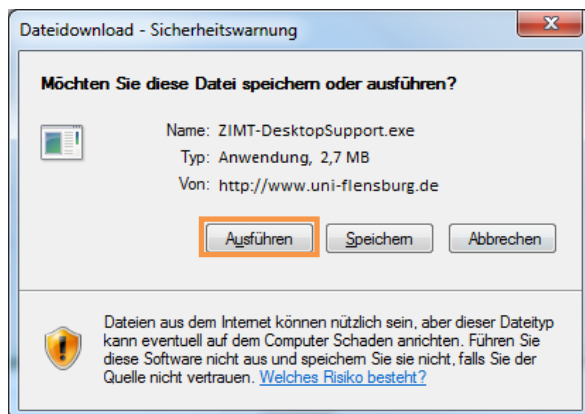 Dateidownload - Sicherheitswarnung
Möchten Sie diese Datei speichern oder ausführen?
Name: ZIMT-DesktopSupport.exe
Typ: Anwendung, 2,7 MB
Von: http://www.uni-flensburg.de
Ausführen Speichern Abbrechen
Dateien aus dem Internet können nützlich sein, aber dieser Dateityp
kann eventuell auf dem Computer Schaden anrichten. Führen Sie
diese Software nicht aus und speichern Sie sie nicht, falls Sie der
Quelle nicht vertrauen. Welches Risiko besteht?